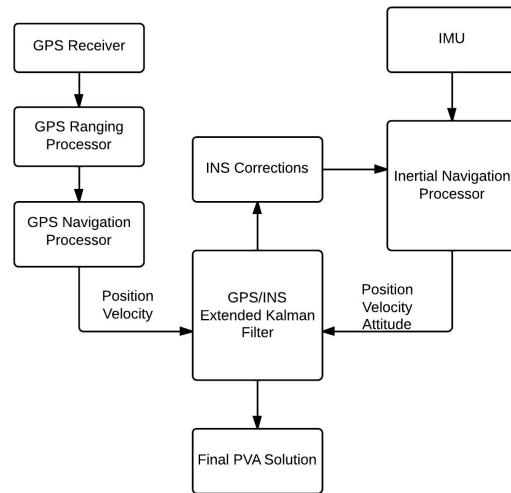 GPS Receiver
IMU
GPS Ranging
Processor
INS Corrections
Inertial Navigation
Processor
GPS Navigation
Processor
Position
Velocity
GPS/INS
Extended Kalman
Filter
Position
Velocity
Attitude
Final PVA Solution